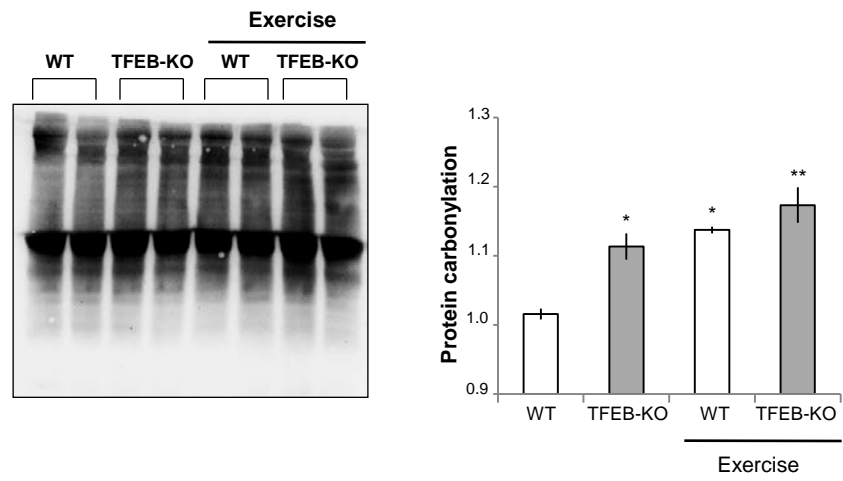 Exercise
WT TFEB-KO WT TFEB-KO
Protein carbonylation
1.3
1.2
1.1
1.0
0.9
*
*
**
WT TFEB-KO WT TFEB-KO
Exercise